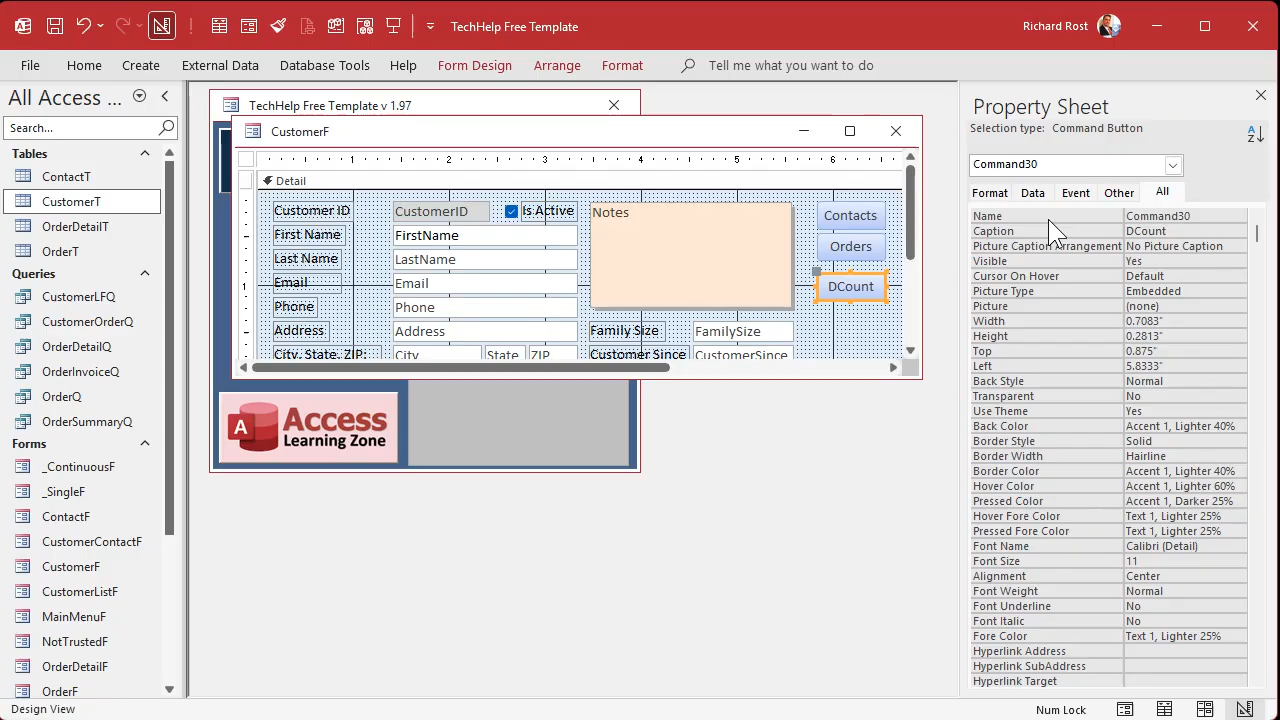 TechHelp Free Template
Richard Rost
File
Home
Create
External Data
Database Tools
Help
Form Design
Arrange
Format
Tell me what you want to do
All Access ...
Search...
Tables
ContactT
CustomerT
OrderDetailT
OrderT
Queries
CustomerLFQ
CustomerOrderQ
OrderDetailQ
OrderInvoiceQ
OrderQ
OrderSummaryQ
Forms
_ContinuousF
_SingleF
ContactF
CustomerContactF
CustomerF
CustomerListF
MainMenuF
NotTrustedF
OrderDetailF
OrderF
TechHelp Free Template v 1.97
CustomerF
1 2 3 4 5 6
Detail
1
Customer ID
CustomerID
Is Active
Notes
Contacts
First Name
FirstName
Orders
Last Name
LastName
Email
Email
DCount
Phone
Phone
Address
Address
Family Size
FamilySize
City, State, ZIP:
City
State
ZIP
Customer Since
CustomerSince
A
Access
Learning Zone
Property Sheet
Selection type: Command Button
A
Z
Command30
Format
Data
Event
Other
All
Name Command30
Caption DCount
Picture Caption Arrangement No Picture Caption
Visible Yes
Cursor On Hover Default
Picture Type Embedded
Picture (none)
Width 0.7083"
Height 0.2813"
Top 0.875"
Left 5.8333"
Back Style Normal
Transparent No
Use Theme Yes
Back Color Accent 1, Lighter 40%
Border Style Solid
Border Width Hairline
Border Color Accent 1, Lighter 40%
Hover Color Accent 1, Lighter 60%
Pressed Color Accent 1, Darker 25%
Hover Fore Color Text 1, Lighter 25%
Pressed Fore Color Text 1, Lighter 25%
Font Name Calibri (Detail)
Font Size 11
Alignment Center
Font Weight Normal
Font Underline No
Font Italic No
Fore Color Text 1, Lighter 25%
Hyperlink Address
Hyperlink SubAddress
Hyperlink Target
Design View
Num Lock